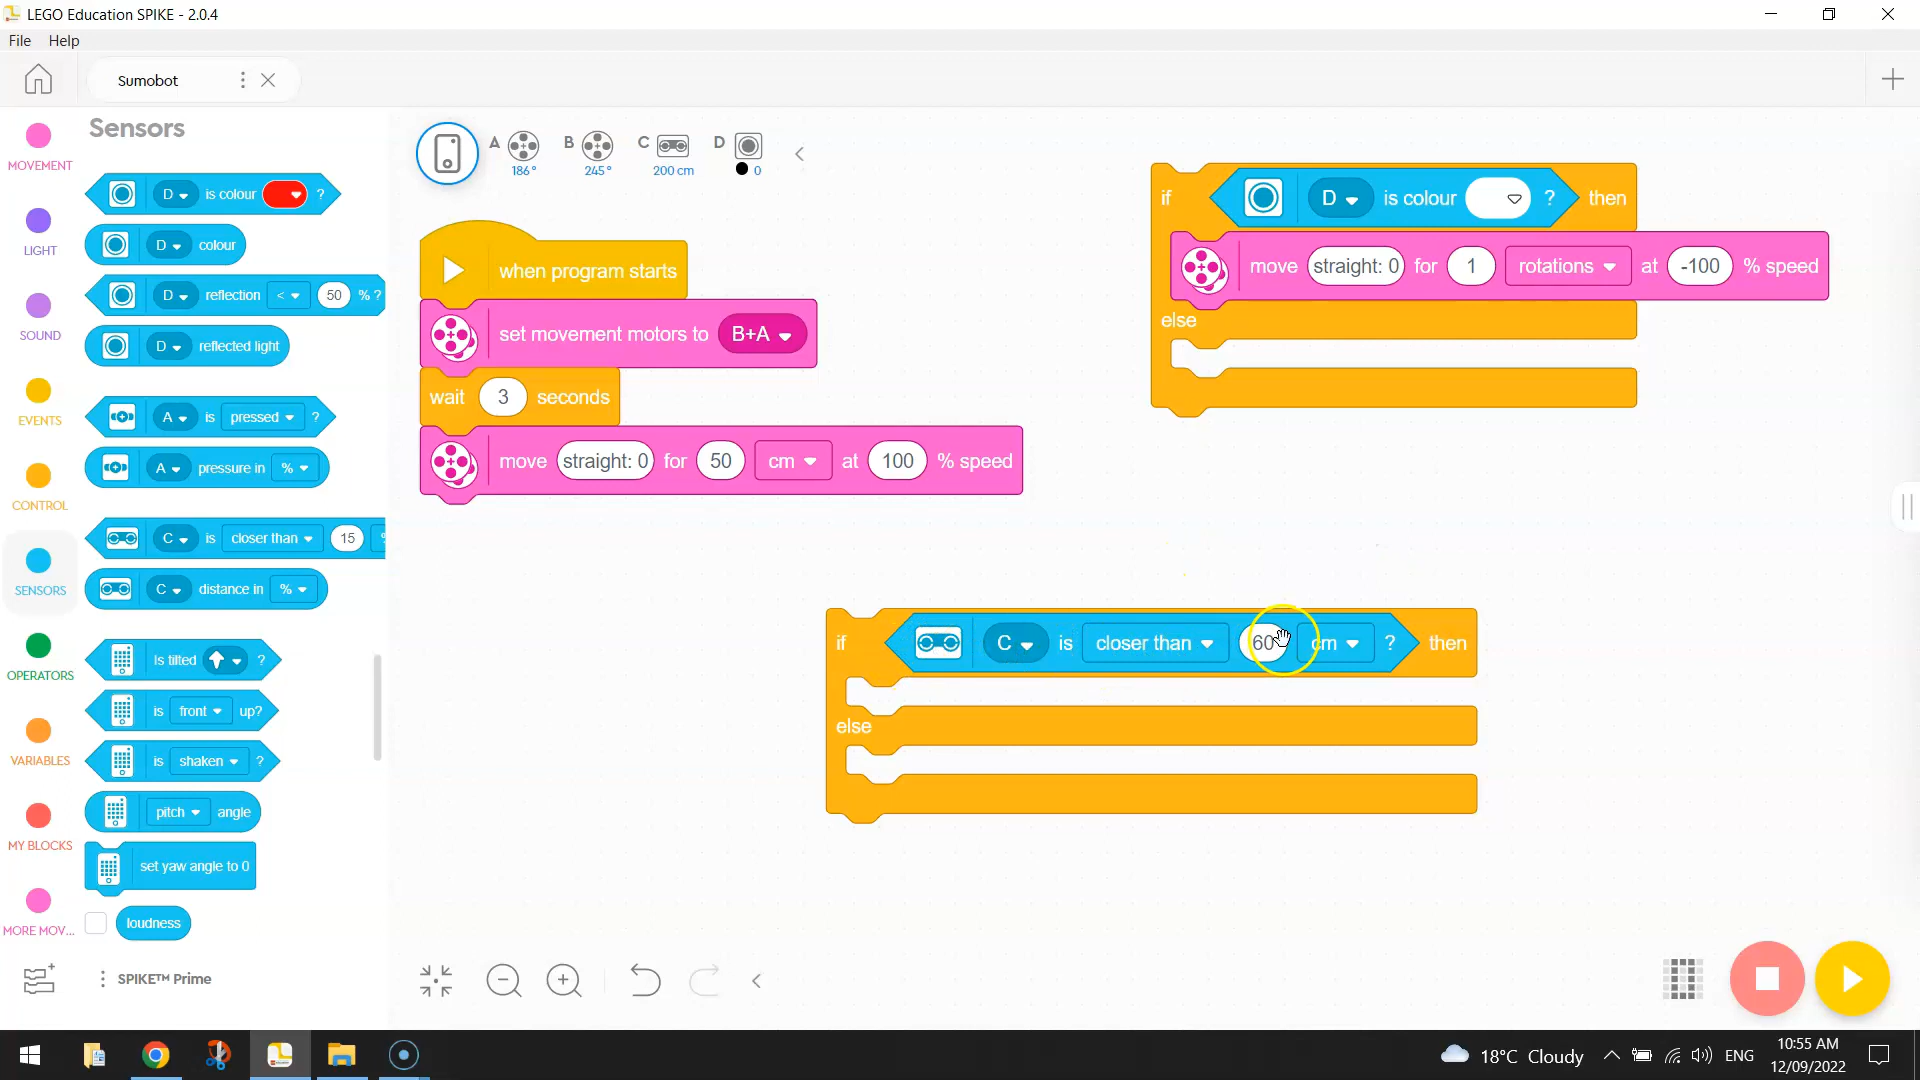 LEGO Education SPIKE - 2.0.4
File Help
Sumobot
MOVEMENT
LIGHT
SOUND
EVENTS
CONTROL
SENSORS
OPERATORS
VARIABLES
MY BLOCKS
MORE MOV...
Sensors
D is colour ?
D colour
D reflection < 50 % ?
D reflected light
A is pressed ?
A pressure in %
C is closer than 15
C distance in %
Is tilted ?
is front up?
is shaken ?
pitch angle
set yaw angle to 0
loudness
SPIKE™ Prime
A 186° B 245° C 200 cm D 0
when program starts
set movement motors to B+A
wait 3 seconds
move straight: 0 for 50 cm at 100 % speed
if D is colour ? then
move straight: 0 for 1 rotations at -100 % speed
else
if C is closer than 60 cm ? then
else
18°C Cloudy
ENG
10:55 AM
12/09/2022